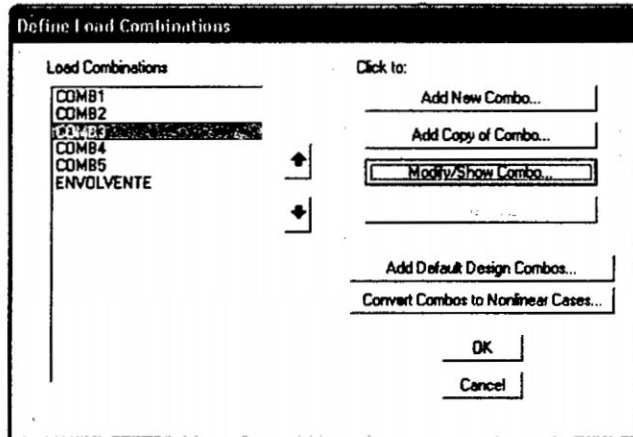 Define Load Combinations
Load Combinations
COMB1
COMB2
COMB3
COMB4
COMB5
ENVOLVENTE
Click to:
Add New Combo...
Add Copy of Combo...
Modify/Show Combo...
Add Default Design Combos...
Convert Combos to Nonlinear Cases...
OK
Cancel